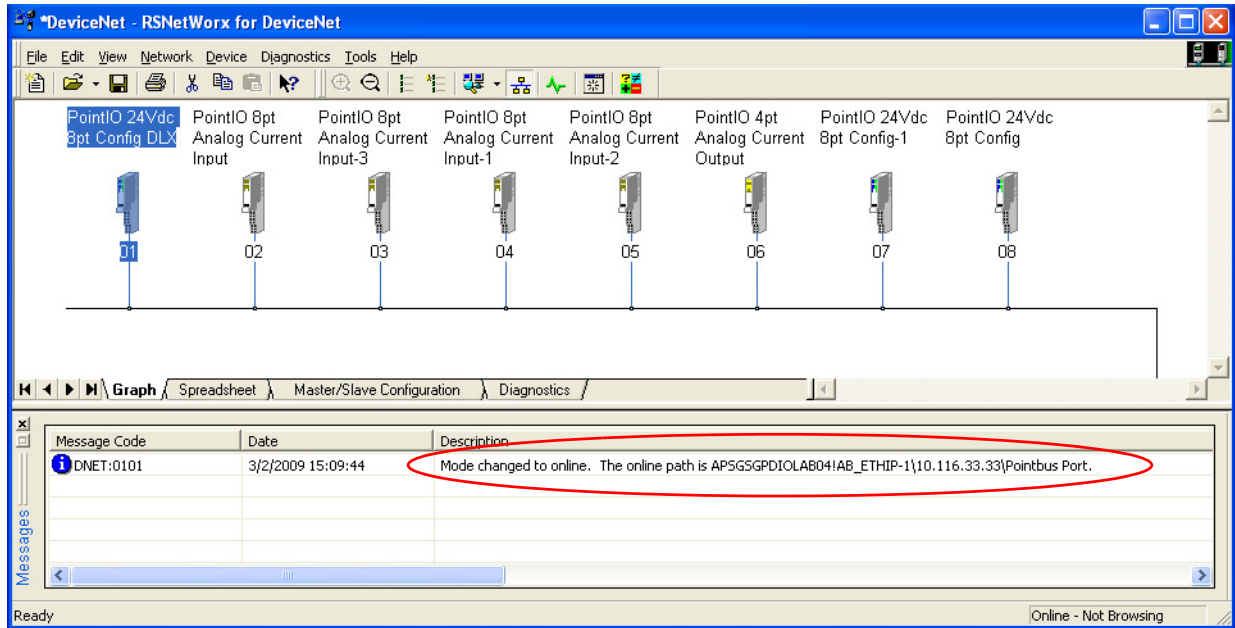 *DeviceNet - RSNetWorx for DeviceNet
File Edit View Network Device Diagnostics Tools Help
PointIO 24Vdc
8pt Config DLX
PointIO 8pt
Analog Current
Input
PointIO 8pt
Analog Current
Input-3
PointIO 8pt
Analog Current
Input-1
PointIO 8pt
Analog Current
Input-2
PointIO 4pt
Analog Current
Output
PointIO 24Vdc
8pt Config-1
PointIO 24Vdc
8pt Config
01 02 03 04 05 06 07 08
Graph Spreadsheet Master/Slave Configuration Diagnostics
Messages
Message Code Date Description
DNET:0101 3/2/2009 15:09:44 Mode changed to online. The online path is APSGSGPDIOLAB04!AB_ETHIP-1\10.116.33.33\Pointbus Port.
Ready Online - Not Browsing